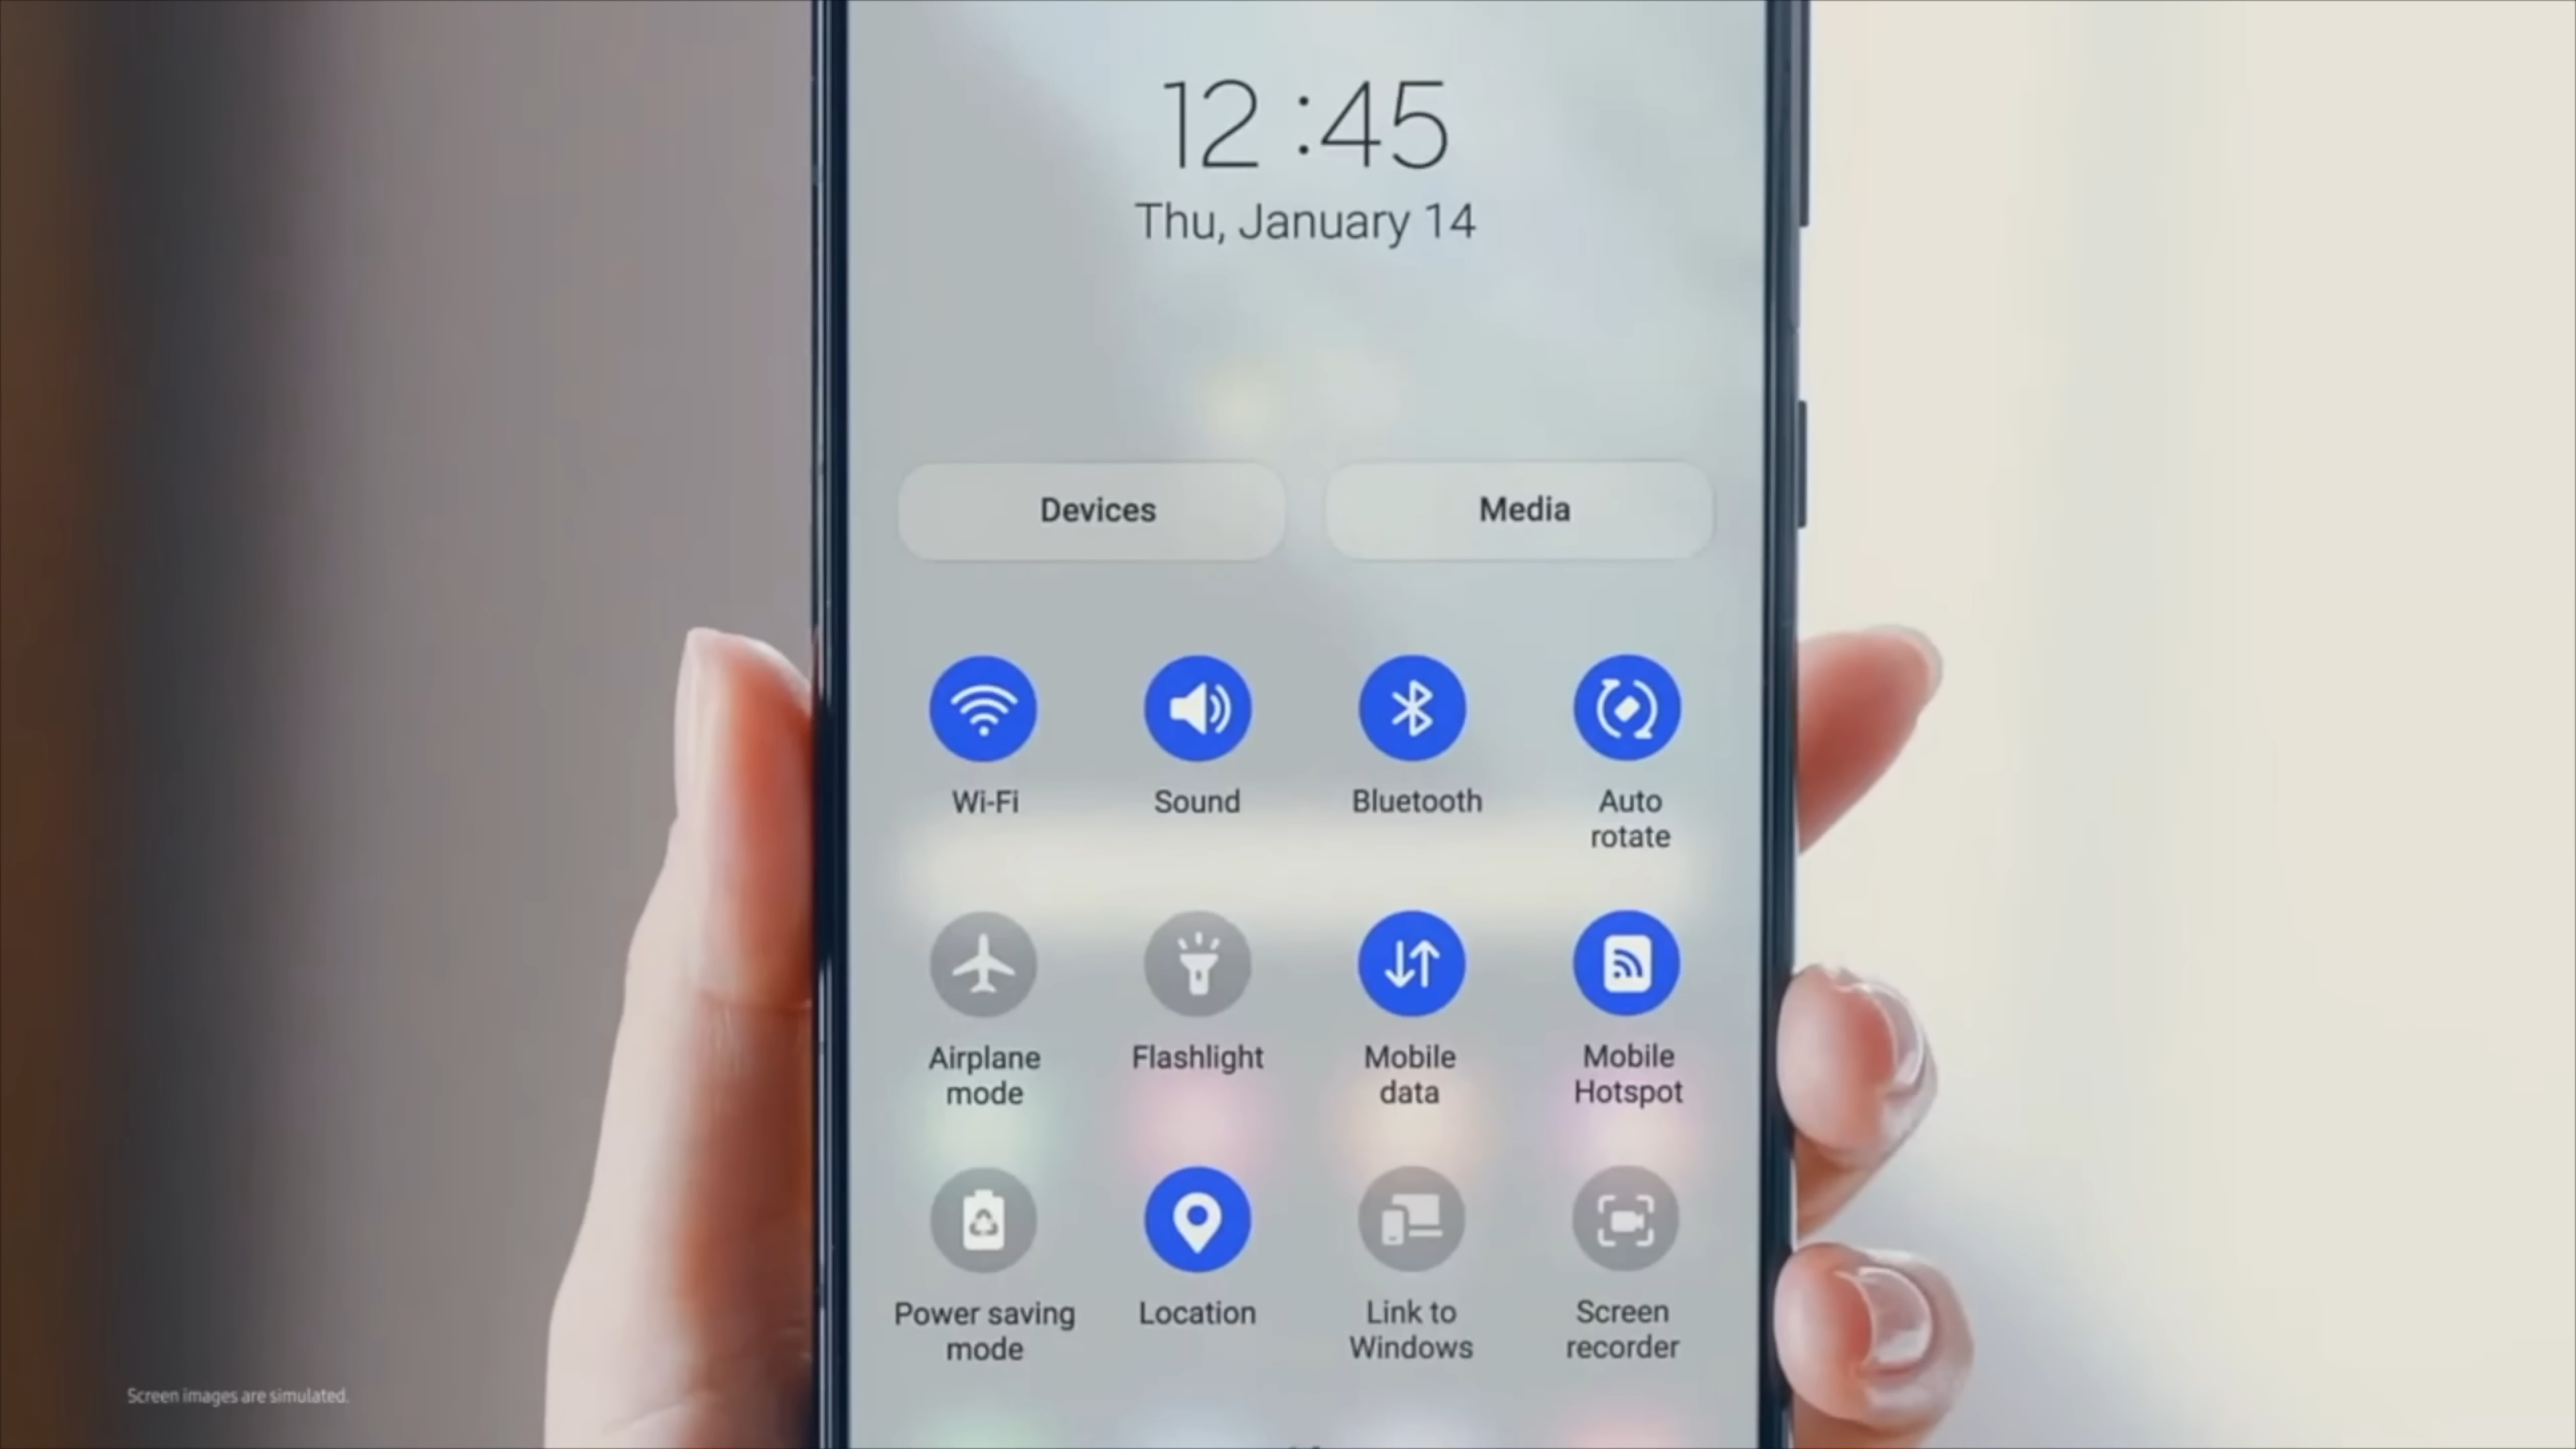 12 :45
Thu, January 14
Devices Media
Wi-Fi Sound Bluetooth Auto
rotate
Airplane Flashlight Mobile Mobile
mode data Hotspot
Power saving Location Link to Screen
mode Windows recorder
Screen images are simulated.